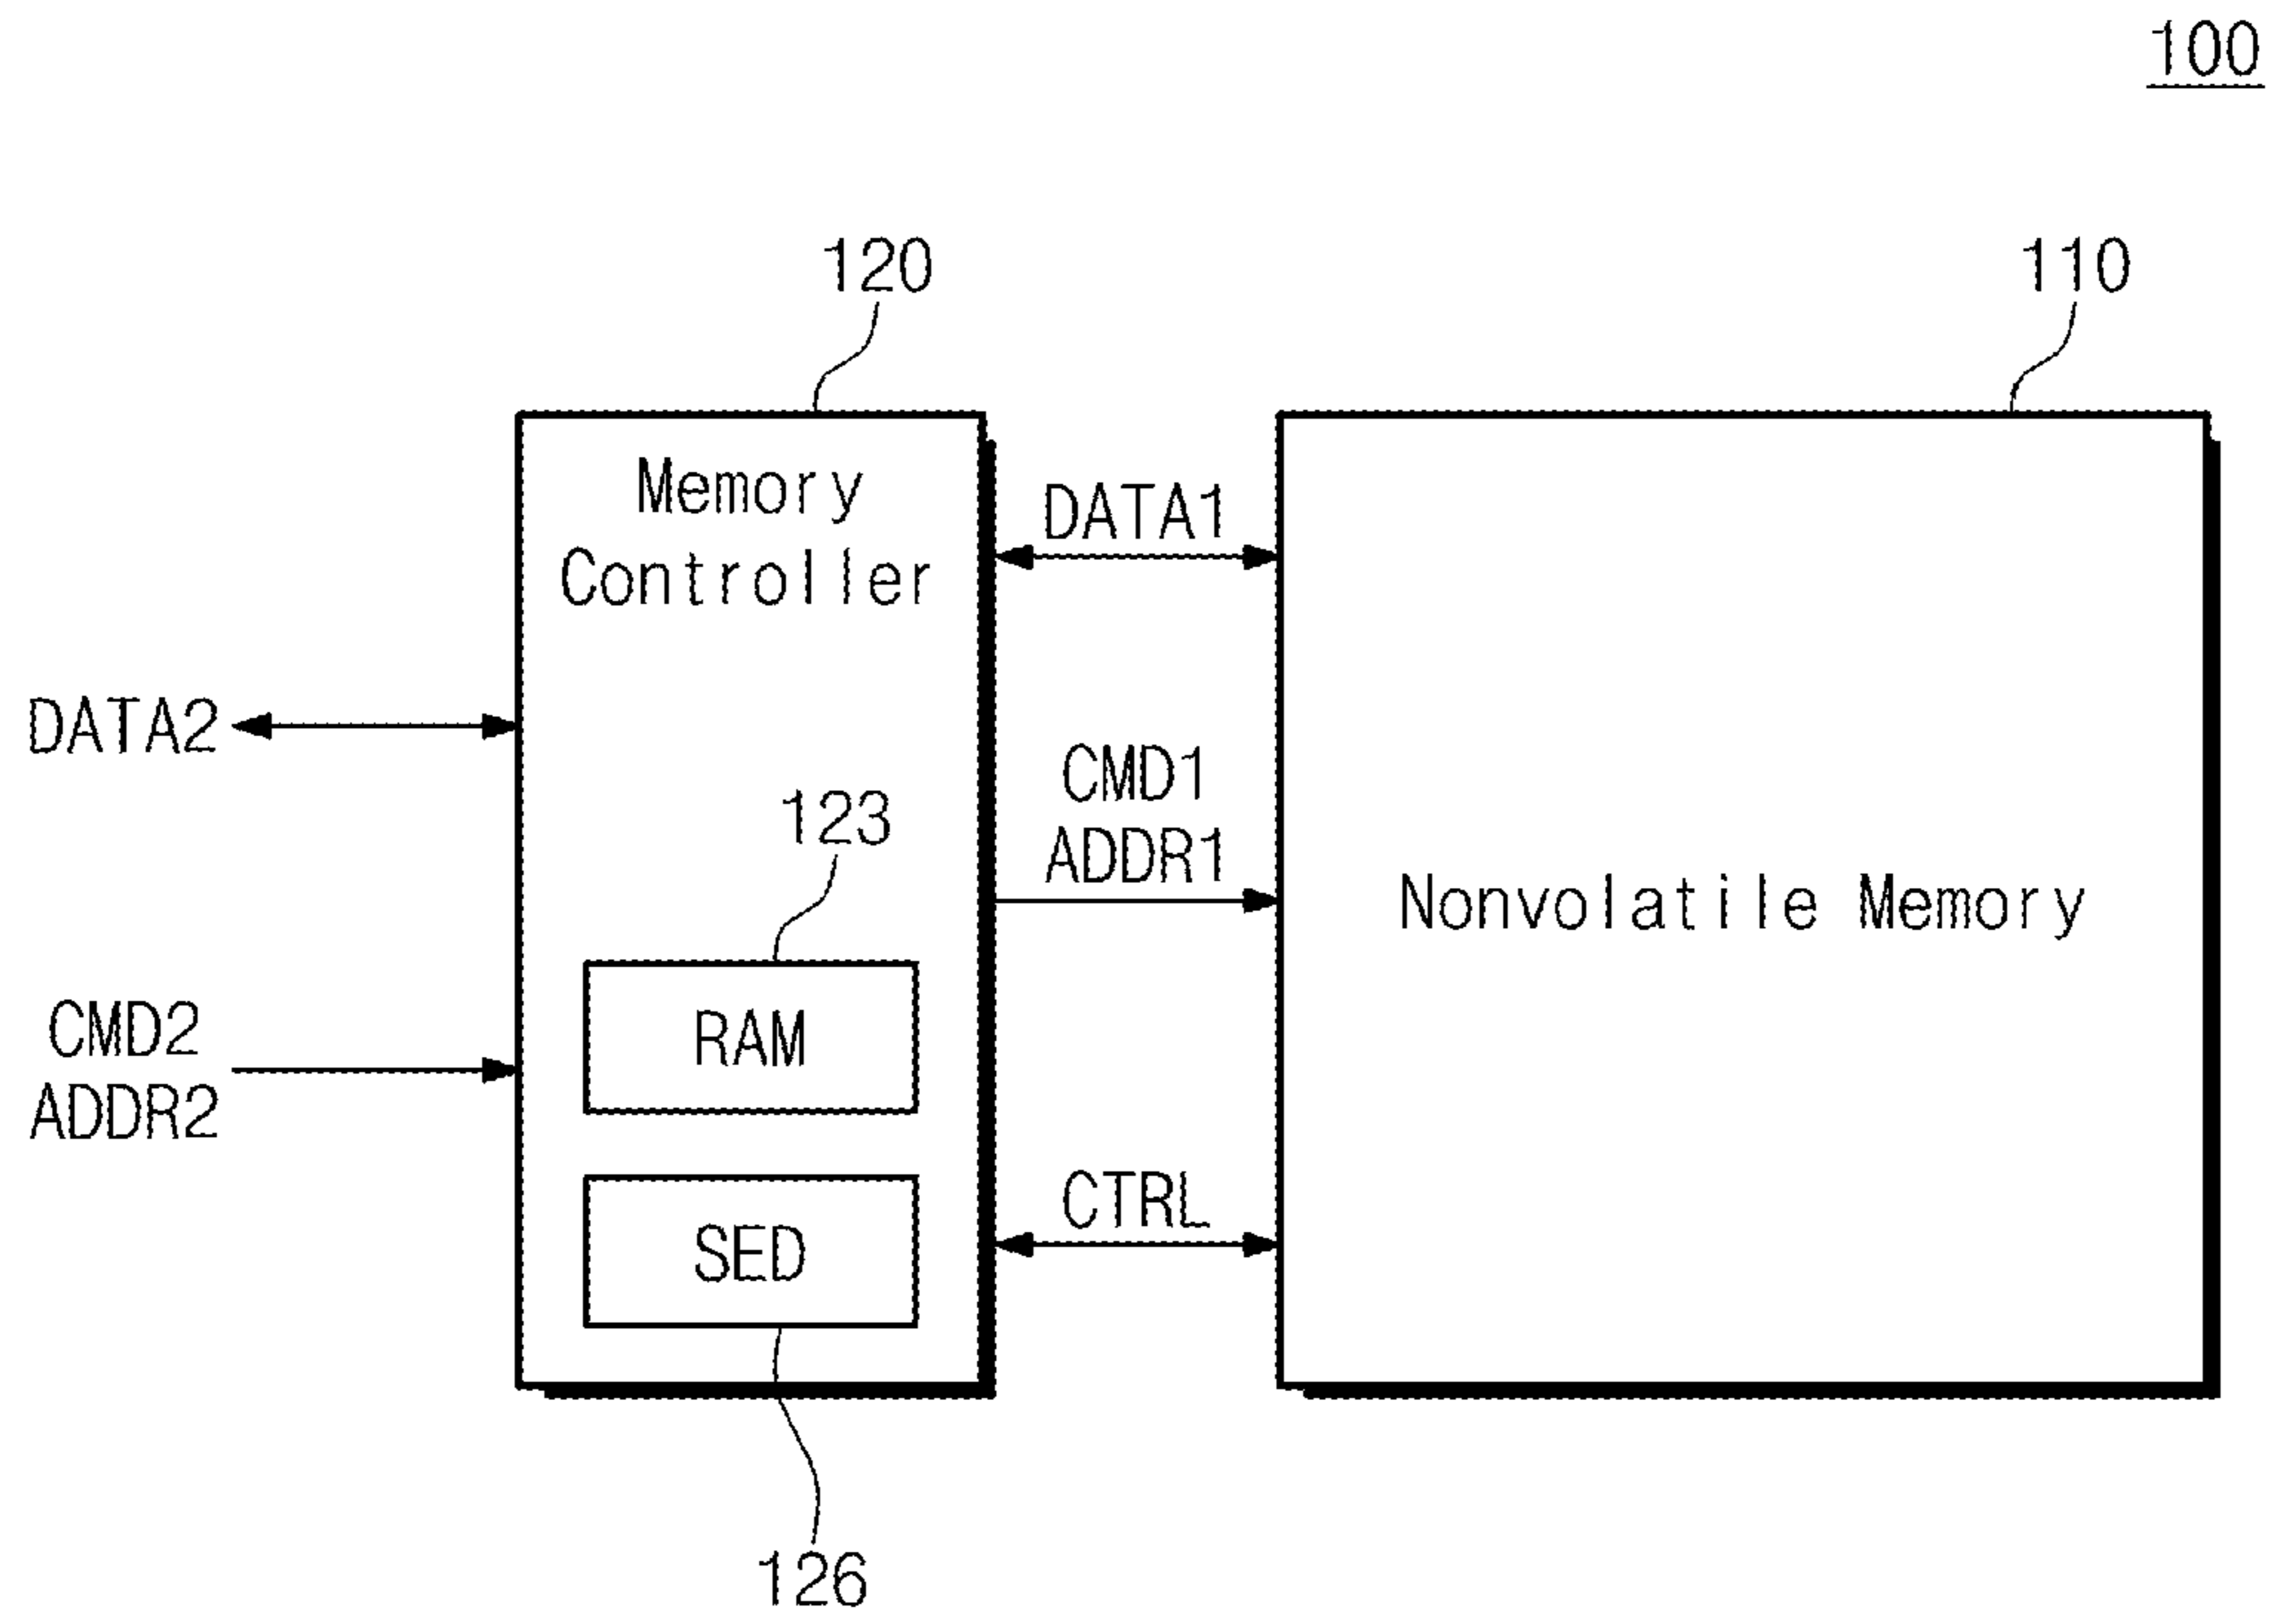 100
120
110
Memory
Controller
DATA1
DATA2
CMD1
ADDR1
123
Nonvolatile Memory
RAM
CMD2
ADDR2
CTRL
SED
126